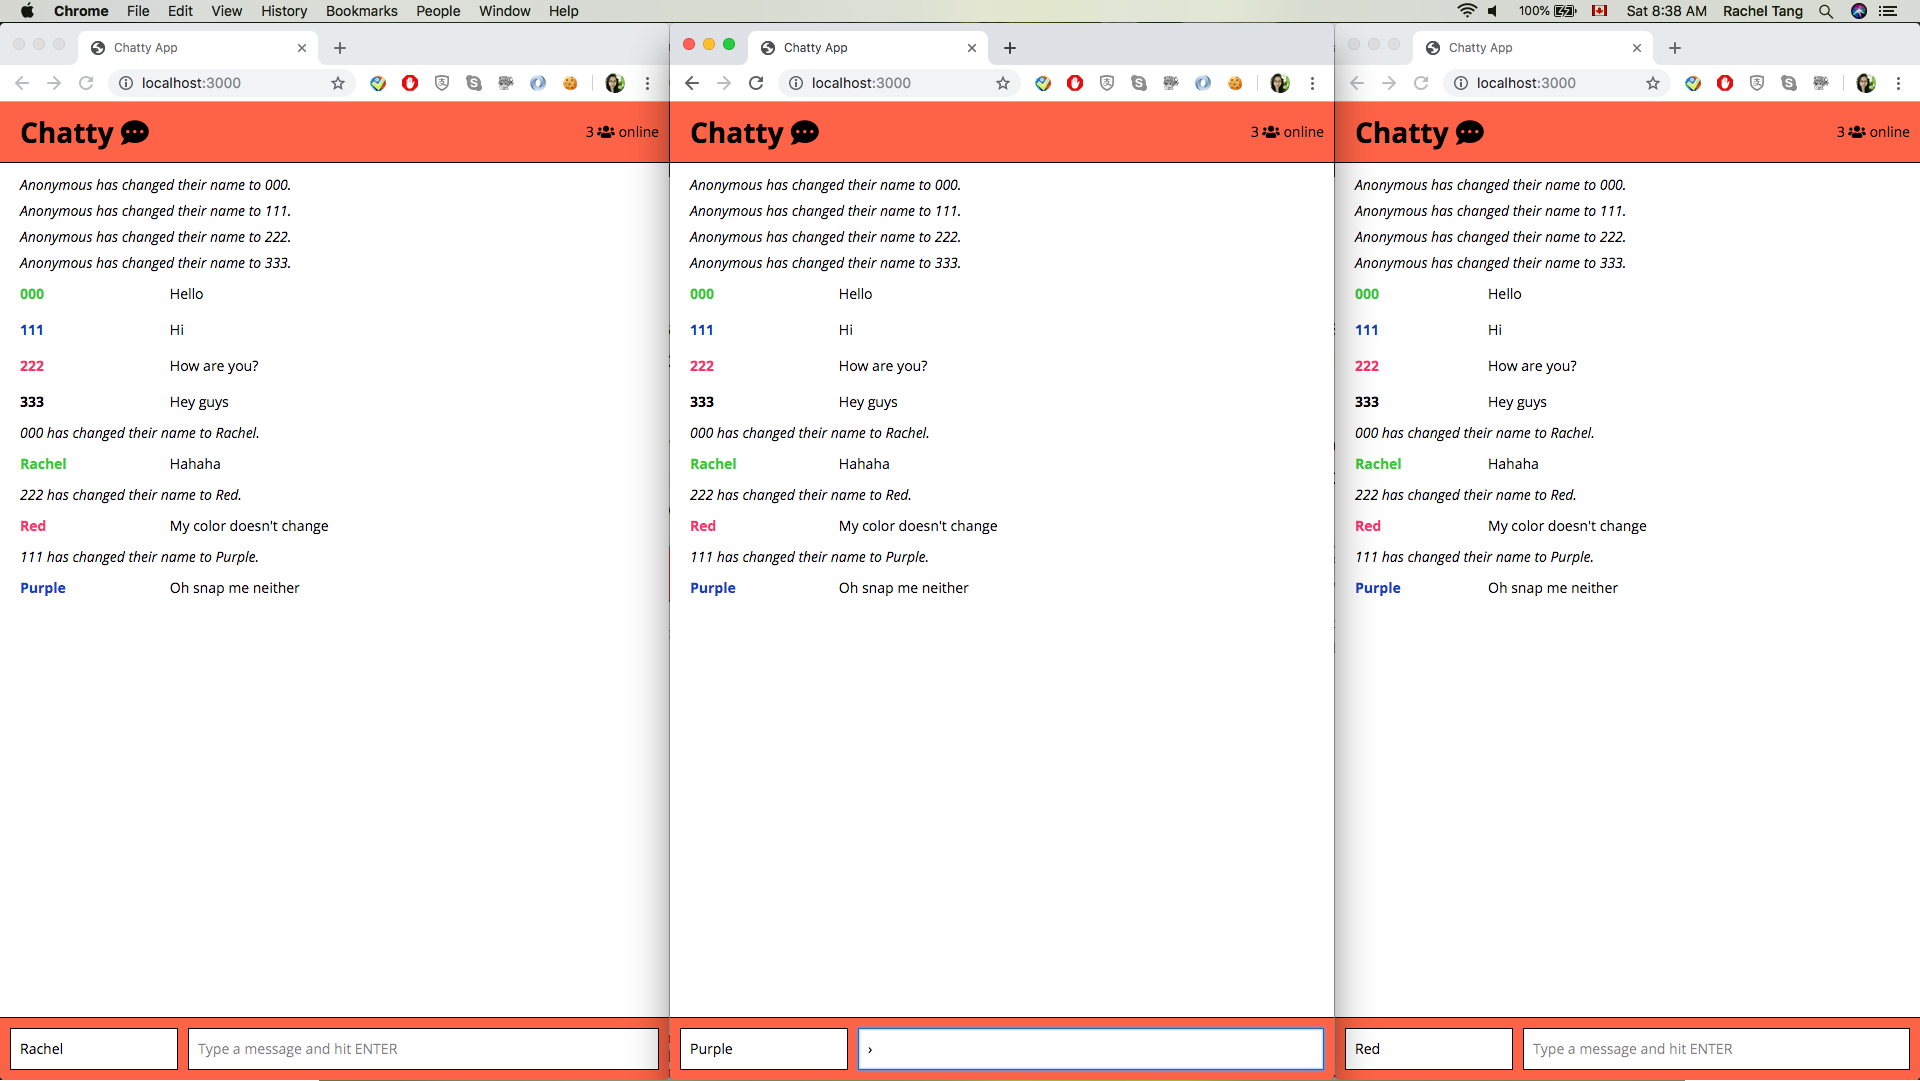 Chrome File Edit View History Bookmarks People Window Help 100% Sat 8:38 AM Rachel Tang
Chatty App
localhost:3000
Chatty 3 online
Anonymous has changed their name to 000.
Anonymous has changed their name to 111.
Anonymous has changed their name to 222.
Anonymous has changed their name to 333.
000 Hello
111 Hi
222 How are you?
333 Hey guys
000 has changed their name to Rachel.
Rachel Hahaha
222 has changed their name to Red.
Red My color doesn't change
111 has changed their name to Purple.
Purple Oh snap me neither
Rachel Type a message and hit ENTER
Chatty App
localhost:3000
Chatty 3 online
Anonymous has changed their name to 000.
Anonymous has changed their name to 111.
Anonymous has changed their name to 222.
Anonymous has changed their name to 333.
000 Hello
111 Hi
222 How are you?
333 Hey guys
000 has changed their name to Rachel.
Rachel Hahaha
222 has changed their name to Red.
Red My color doesn't change
111 has changed their name to Purple.
Purple Oh snap me neither
Purple ›
Chatty App
localhost:3000
Chatty 3 online
Anonymous has changed their name to 000.
Anonymous has changed their name to 111.
Anonymous has changed their name to 222.
Anonymous has changed their name to 333.
000 Hello
111 Hi
222 How are you?
333 Hey guys
000 has changed their name to Rachel.
Rachel Hahaha
222 has changed their name to Red.
Red My color doesn't change
111 has changed their name to Purple.
Purple Oh snap me neither
Red Type a message and hit ENTER